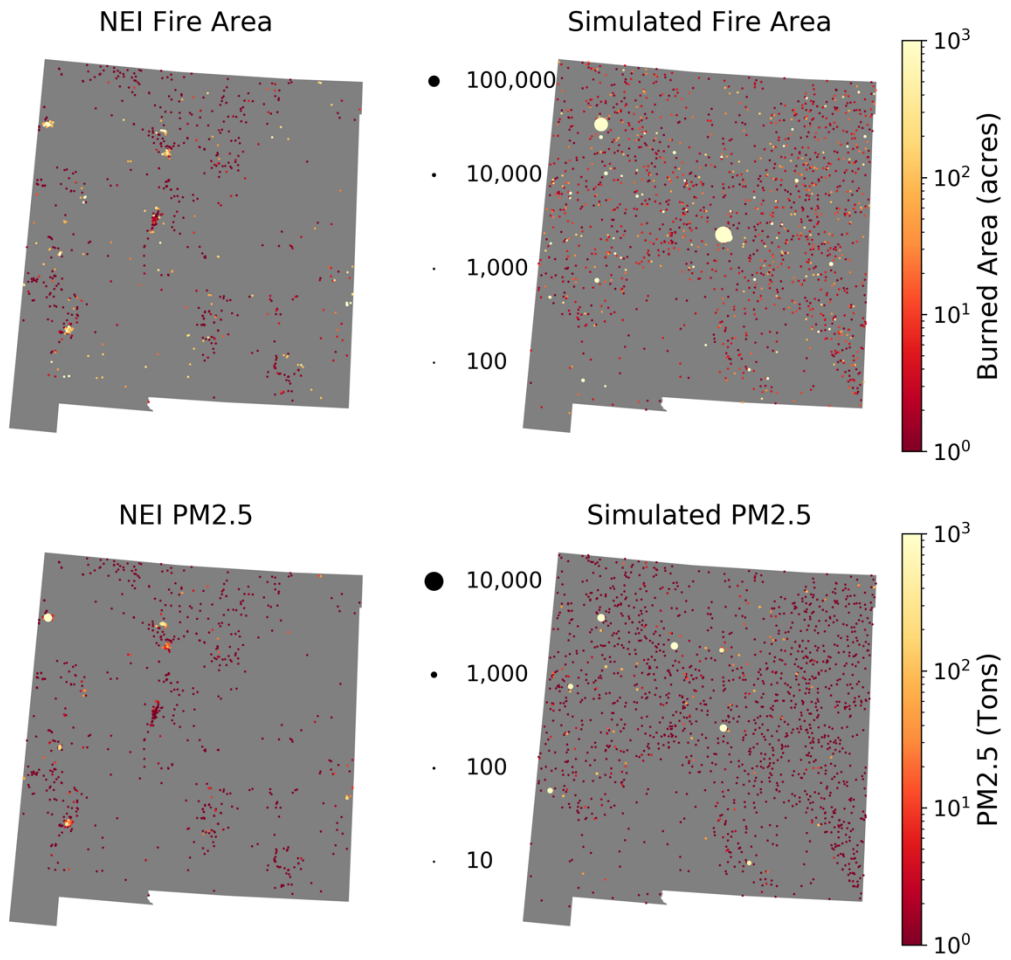 NEI Fire Area
Simulated Fire Area
100,000
10,000
1,000
100
10³
10²
10¹
10⁰
Burned Area (acres)
NEI PM2.5
Simulated PM2.5
10,000
1,000
100
10
10³
10²
10¹
10⁰
PM2.5 (Tons)